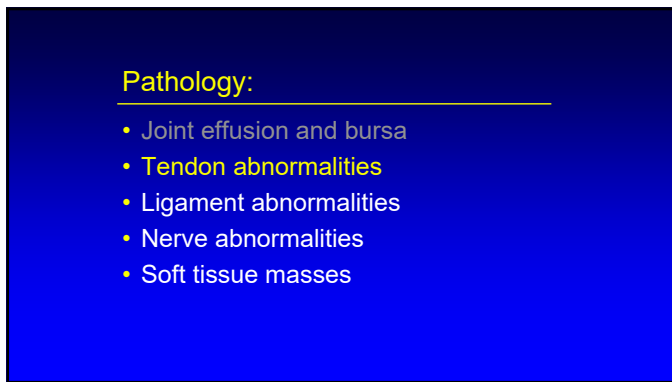 Pathology:
• Joint effusion and bursa
• Tendon abnormalities
• Ligament abnormalities
• Nerve abnormalities
• Soft tissue masses